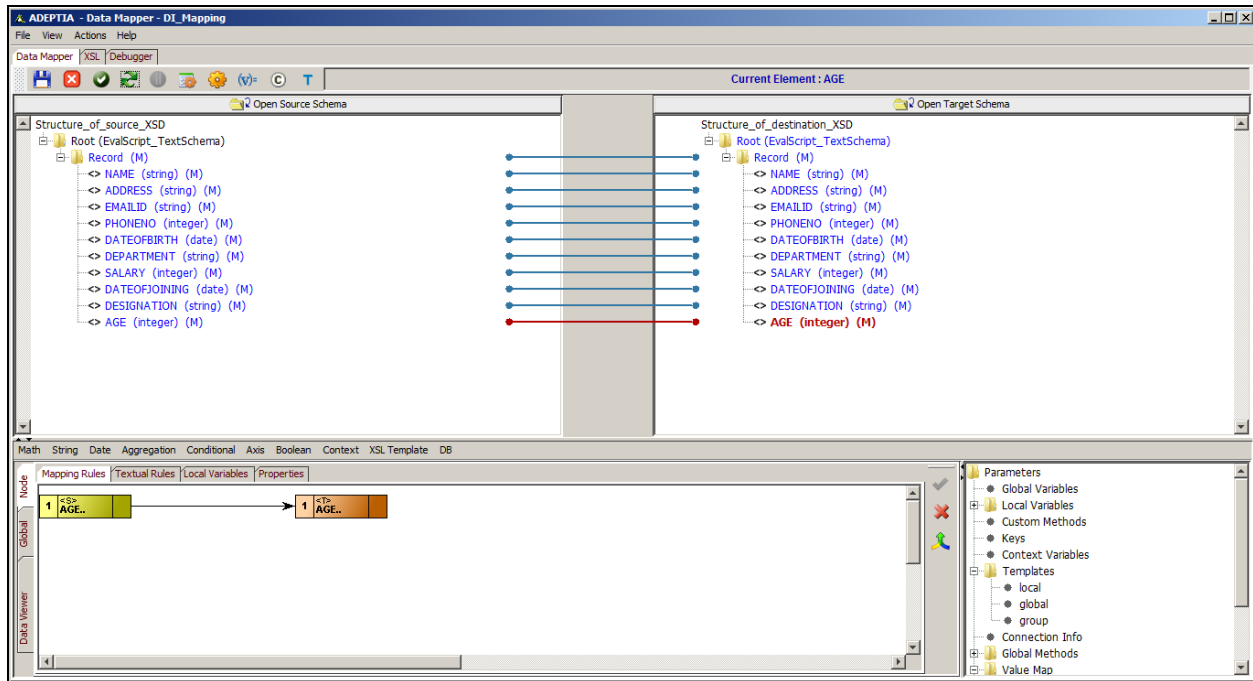 ADEPTIA - Data Mapper - DI_Mapping
File View Actions Help
Data Mapper XSL Debugger
(v)= © T Current Element : AGE
Open Source Schema Open Target Schema
Structure_of_source_XSD
Root (EvalScript_TextSchema)
Record (M)
<> NAME (string) (M)
<> ADDRESS (string) (M)
<> EMAILID (string) (M)
<> PHONENO (integer) (M)
<> DATEOFBIRTH (date) (M)
<> DEPARTMENT (string) (M)
<> SALARY (integer) (M)
<> DATEOFJOINING (date) (M)
<> DESIGNATION (string) (M)
<> AGE (integer) (M)
Structure_of_destination_XSD
Root (EvalScript_TextSchema)
Record (M)
<> NAME (string) (M)
<> ADDRESS (string) (M)
<> EMAILID (string) (M)
<> PHONENO (integer) (M)
<> DATEOFBIRTH (date) (M)
<> DEPARTMENT (string) (M)
<> SALARY (integer) (M)
<> DATEOFJOINING (date) (M)
<> DESIGNATION (string) (M)
<> AGE (integer) (M)
Math String Date Aggregation Conditional Axis Boolean Context XSL Template DB
Node
Global
Data Viewer
Mapping Rules Textual Rules Local Variables Properties
1 <S> AGE..
1 <T> AGE..
Parameters
Global Variables
Local Variables
Custom Methods
Keys
Context Variables
Templates
local
global
group
Connection Info
Global Methods
Value Map